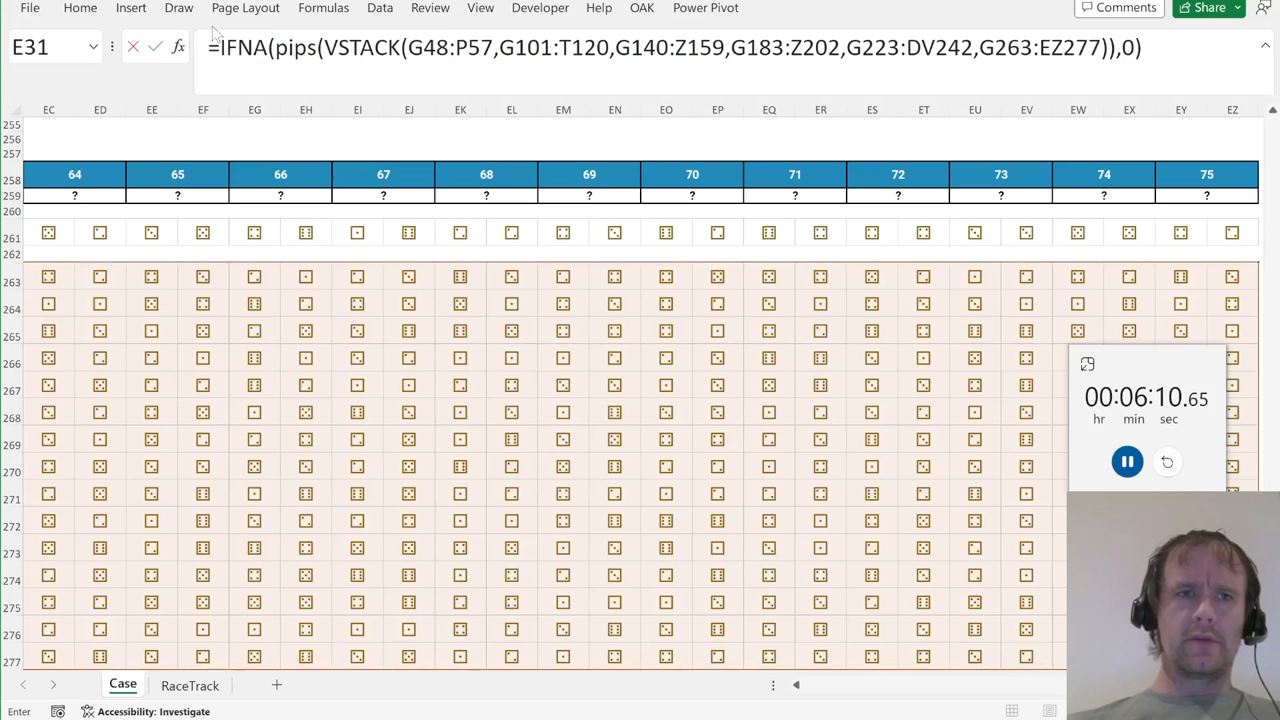 File Home Insert Draw Page Layout Formulas Data Review View Developer Help OAK Power Pivot Comments Share
E31 fx =IFNA(pips(VSTACK(G48:P57,G101:T120,G140:Z159,G183:Z202,G223:DV242,G263:EZ277)),0)
EC ED EE EF EG EH EI EJ EK EL EM EN EO EP EQ ER ES ET EU EV EW EX EY EZ
255
256
257
258 64 65 66 67 68 69 70 71 72 73 74 75
259 ? ? ? ? ? ? ? ? ? ? ? ?
260
261
262
263
264
265
266
267
268
269
270
271
272
273
274
275
276
277
00:06:10.65
hr min sec
Case RaceTrack
Enter Accessibility: Investigate